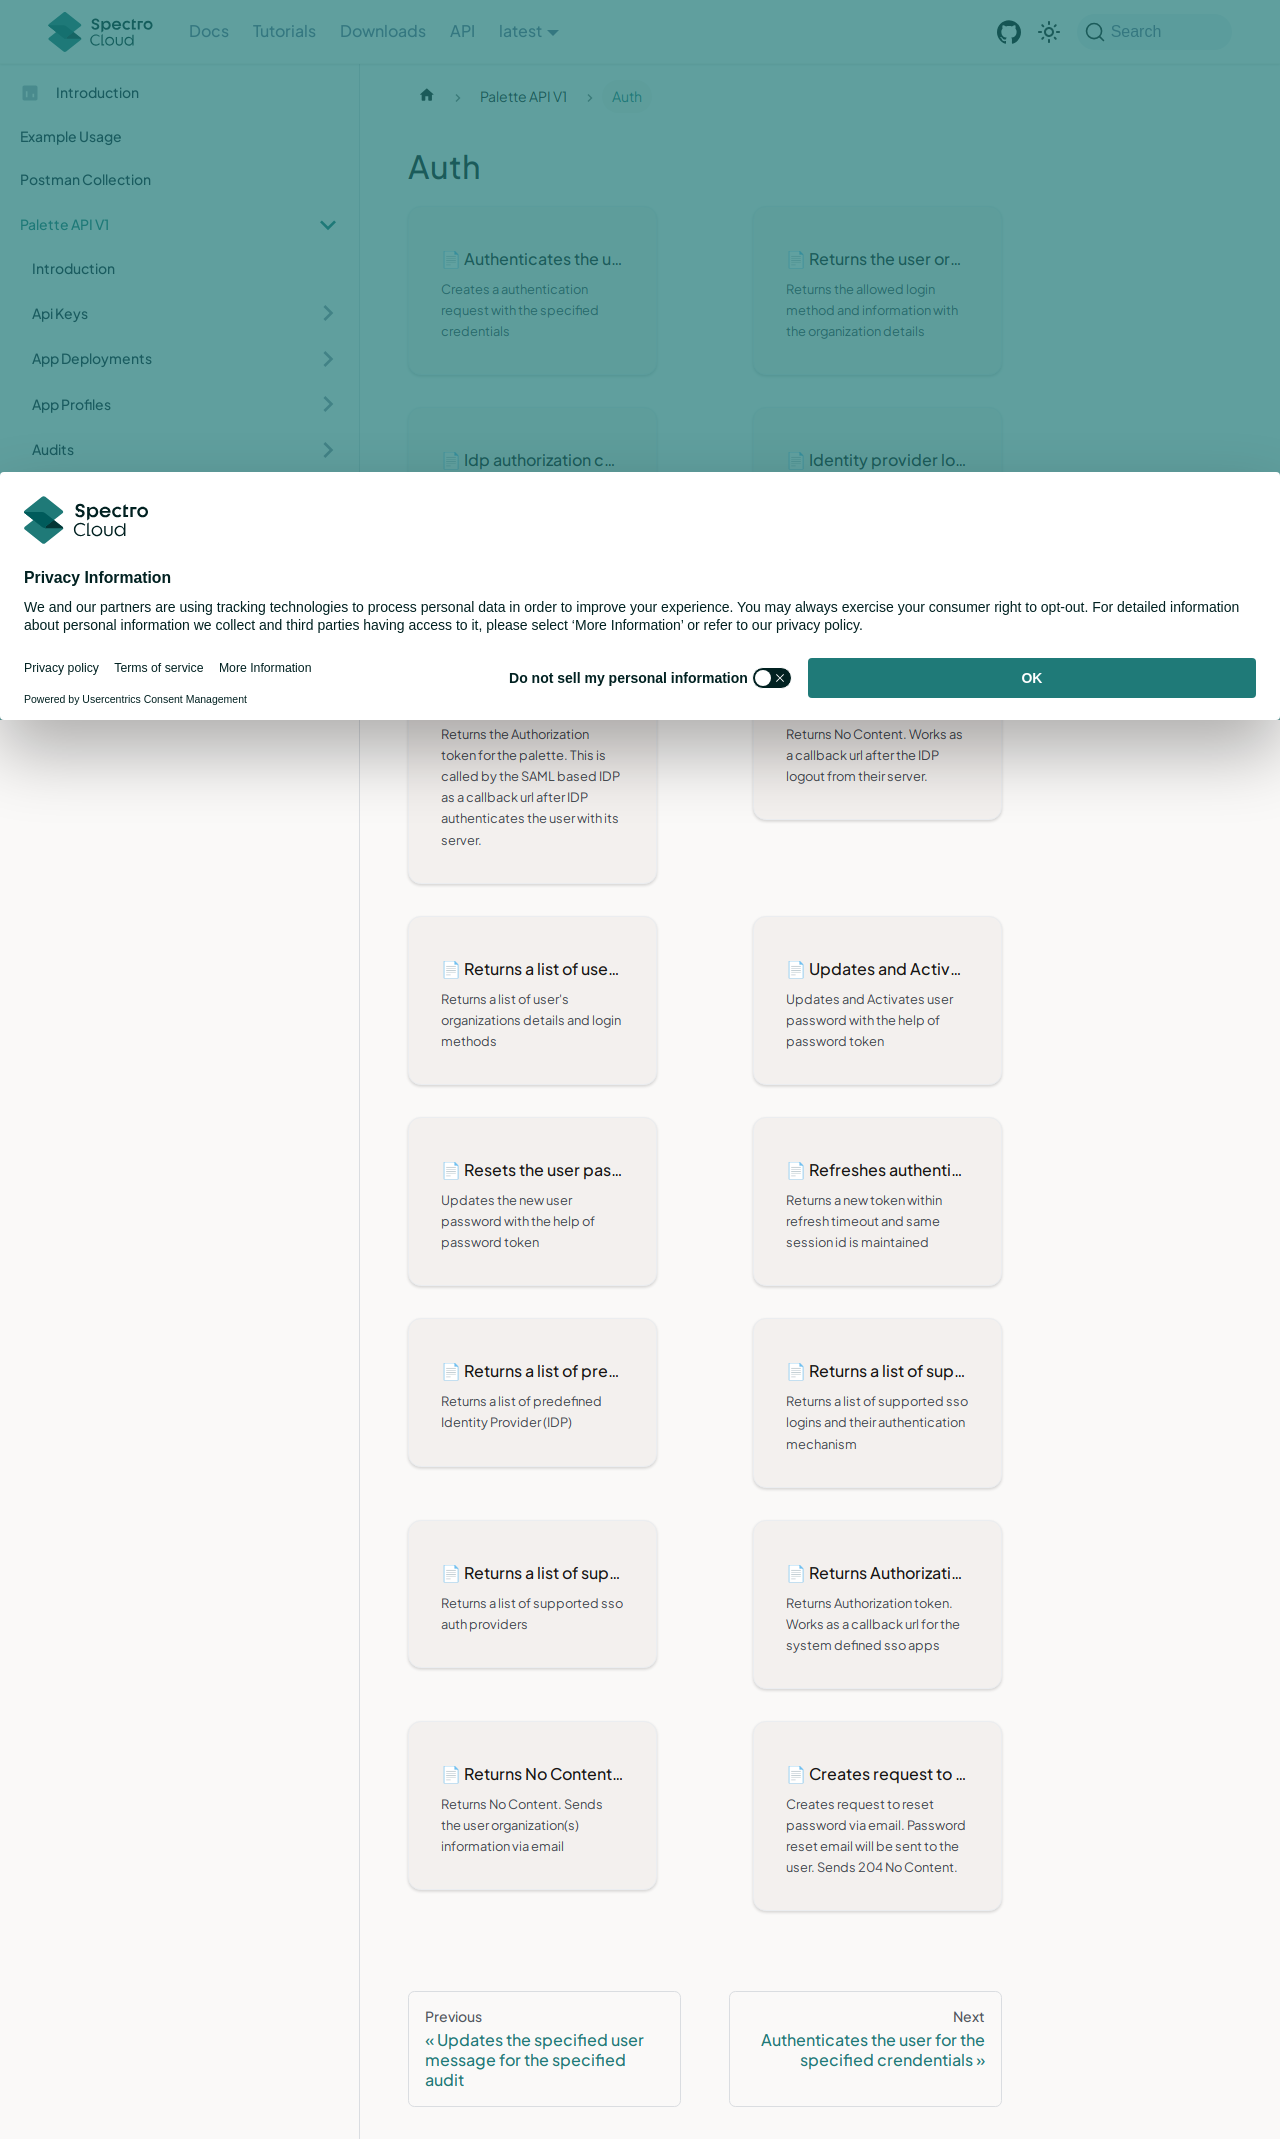 Spectro
Cloud
Docs
Tutorials
Downloads
API
latest
Search
Introduction
Example Usage
Postman Collection
Palette API V1
Introduction
Api Keys
App Deployments
App Profiles
Audits
Palette API V1
Auth
Auth
Authenticates the u...
Creates a authentication
request with the specified
credentials
Returns the user or...
Returns the allowed login
method and information with
the organization details
Idp authorization c...
Identity provider lo...
Spectro
Cloud
Privacy Information
We and our partners are using tracking technologies to process personal data in order to improve your experience. You may always exercise your consumer right to opt-out. For detailed information
about personal information we collect and third parties having access to it, please select ‘More Information’ or refer to our privacy policy.
Privacy policy
Terms of service
More Information
Powered by Usercentrics Consent Management
Do not sell my personal information
OK
Returns the Authorization
token for the palette. This is
called by the SAML based IDP
as a callback url after IDP
authenticates the user with its
server.
Returns No Content. Works as
a callback url after the IDP
logout from their server.
Returns a list of use...
Returns a list of user's
organizations details and login
methods
Updates and Activ...
Updates and Activates user
password with the help of
password token
Resets the user pas...
Updates the new user
password with the help of
password token
Refreshes authenti...
Returns a new token within
refresh timeout and same
session id is maintained
Returns a list of pre...
Returns a list of predefined
Identity Provider (IDP)
Returns a list of sup...
Returns a list of supported sso
logins and their authentication
mechanism
Returns a list of sup...
Returns a list of supported sso
auth providers
Returns Authorizati...
Returns Authorization token.
Works as a callback url for the
system defined sso apps
Returns No Content...
Returns No Content. Sends
the user organization(s)
information via email
Creates request to ...
Creates request to reset
password via email. Password
reset email will be sent to the
user. Sends 204 No Content.
Previous
« Updates the specified user
message for the specified
audit
Next
Authenticates the user for the
specified crendentials »